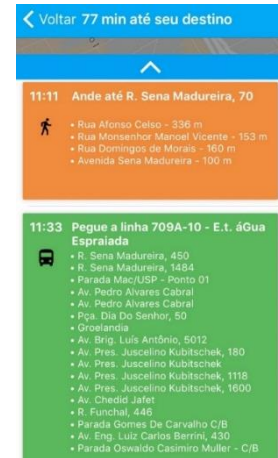 Voltar 77 min até seu destino
11:11 Ande até R. Sena Madureira, 70
• Rua Afonso Celso - 336 m
• Rua Monsenhor Manoel Vicente - 153 m
• Rua Domingos de Morais - 160 m
• Avenida Sena Madureira - 100 m
11:33 Pegue a linha 709A-10 - E.t. áGua
Espraiada
• R. Sena Madureira, 450
• R. Sena Madureira, 1484
• Parada Mac/USP - Ponto 01
• Av. Pedro Alvares Cabral
• Av. Pedro Alvares Cabral
• Pça. Dia Do Senhor, 50
• Groelandia
• Av. Brig. Luís Antônio, 5012
• Av. Pres. Juscelino Kubitschek, 180
• Av. Pres. Juscelino Kubitschek
• Av. Pres. Juscelino Kubitschek, 1118
• Av. Pres. Juscelino Kubitschek, 1600
• Av. Chedid Jafet
• R. Funchal, 446
• Parada Gomes De Carvalho C/B
• Av. Eng. Luiz Carlos Berrini, 430
• Parada Oswaldo Casimiro Muller - C/B